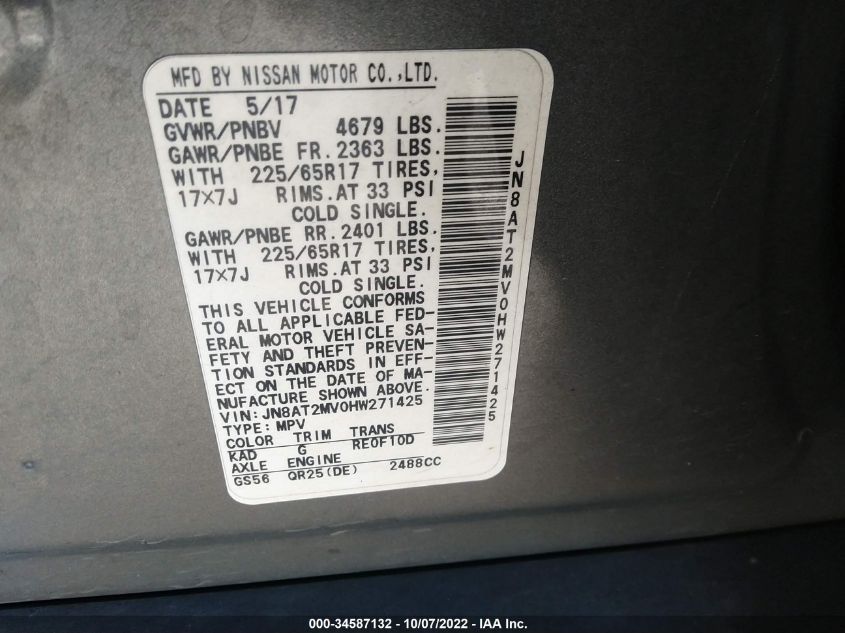 MFD BY NISSAN MOTOR CO.,LTD.
DATE 5/17
GVWR/PNBV 4679 LBS.
GAWR/PNBE FR. 2363 LBS.
WITH 225/65R17 TIRES,
17×7J RIMS.AT 33 PSI
COLD SINGLE.
GAWR/PNBE RR. 2401 LBS.
WITH 225/65R17 TIRES,
17×7J RIMS.AT 33 PSI
COLD SINGLE.
THIS VEHICLE CONFORMS
TO ALL APPLICABLE FED-
ERAL MOTOR VEHICLE SA-
FETY AND THEFT PREVEN-
TION STANDARDS IN EFF-
ECT ON THE DATE OF MA-
NUFACTURE SHOWN ABOVE.
VIN:JN8AT2MV0HW271425
TYPE:MPV
COLOR TRIM TRANS
KAD G RE0F10D
AXLE ENGINE
GS56 QR25(DE) 2488CC
JN8AT2MV0HW271425
000-34587132 - 10/07/2022 - IAA Inc.